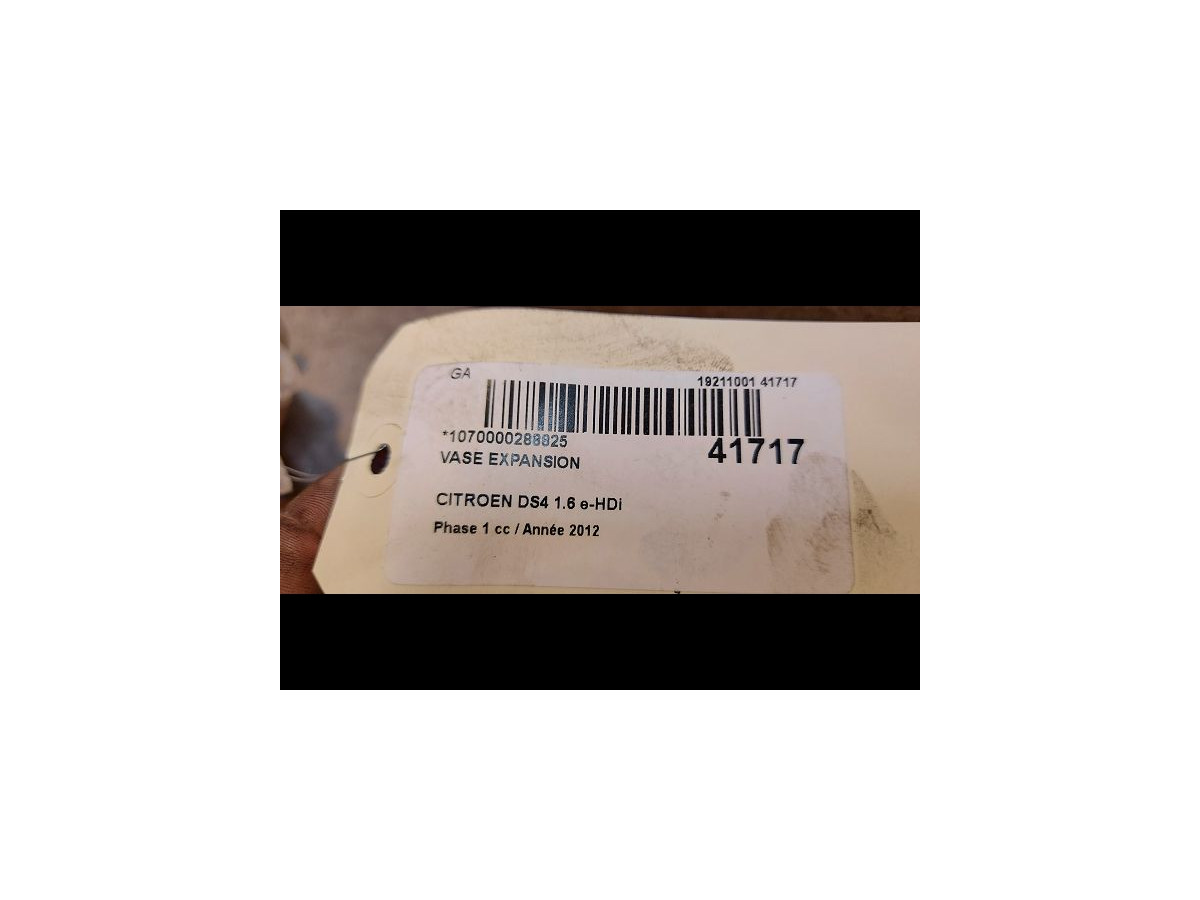 GA
19211001 41717
*1070000288825
41717
VASE EXPANSION
CITROEN DS4 1.6 e-HDi
Phase 1 cc / Année 2012